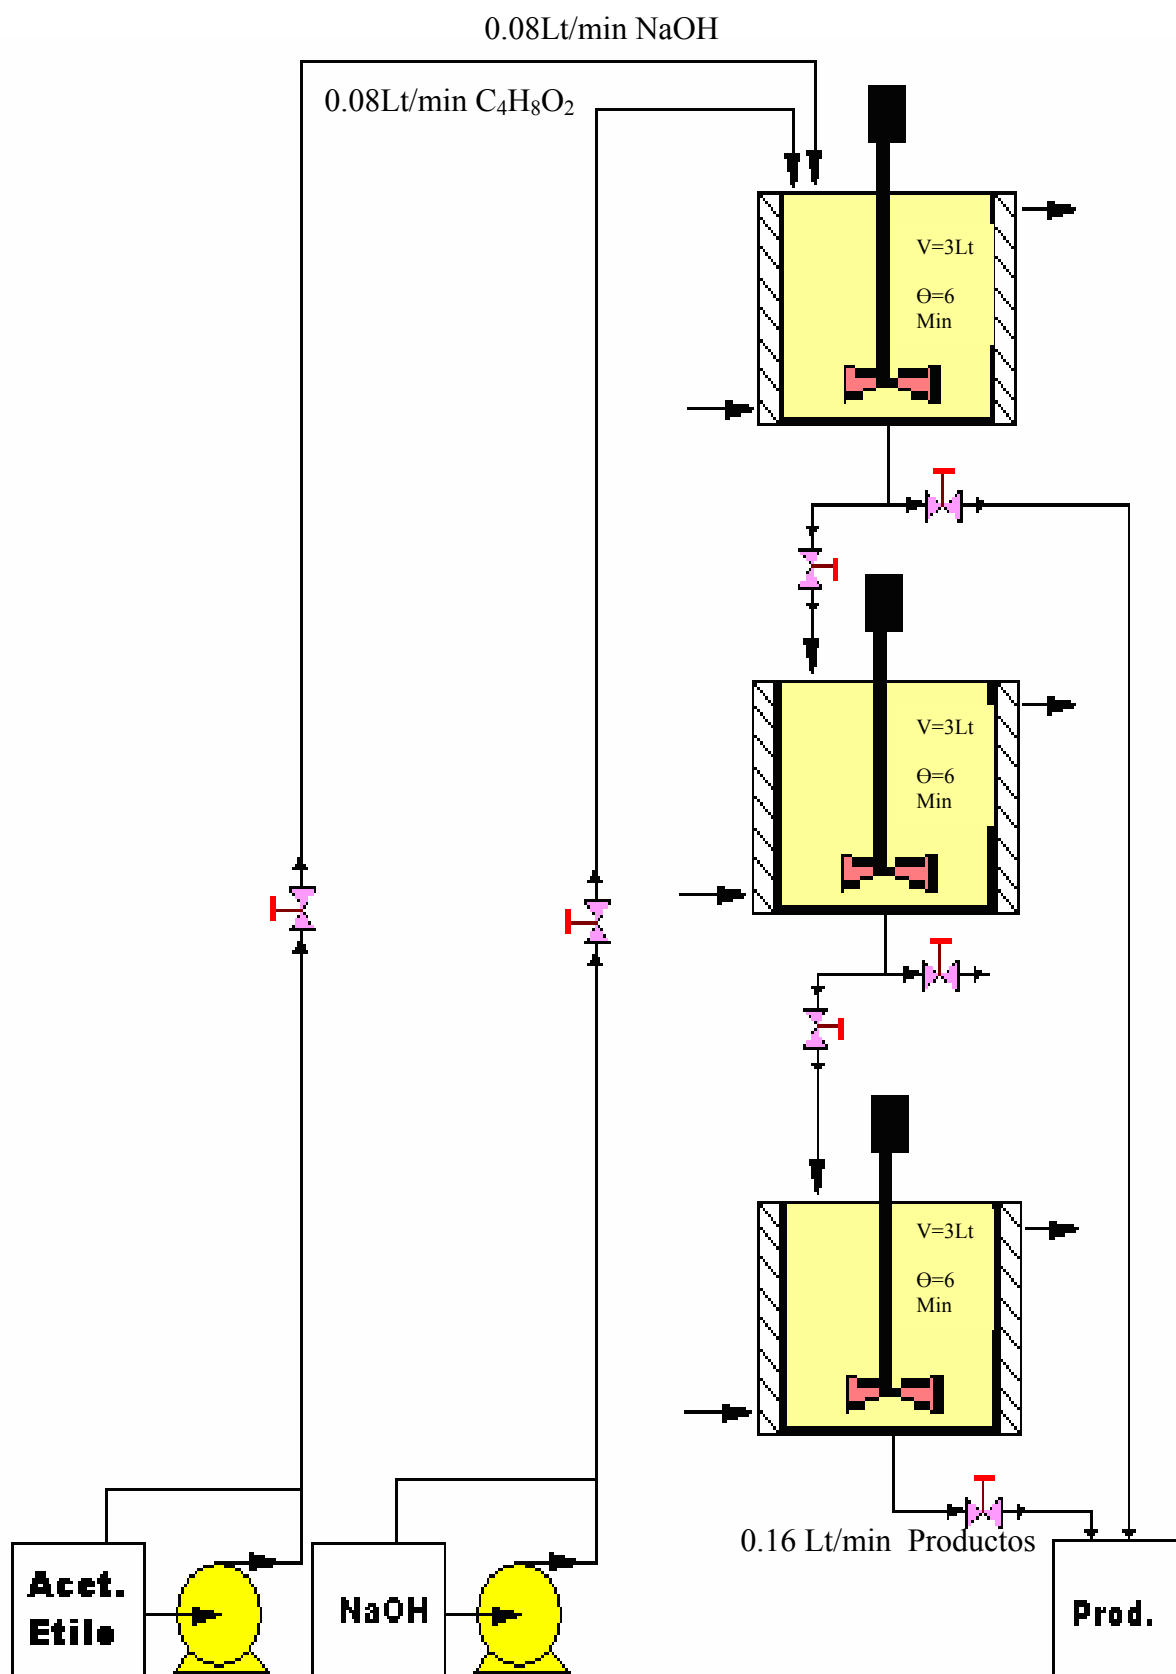 0.08Lt/min NaOH
0.08Lt/min C₄H₈O₂
V=3Lt
Ө=6
Min
V=3Lt
Ө=6
Min
V=3Lt
Ө=6
Min
0.16 Lt/min Productos
Acet.
Etilo
NaOH
Prod.